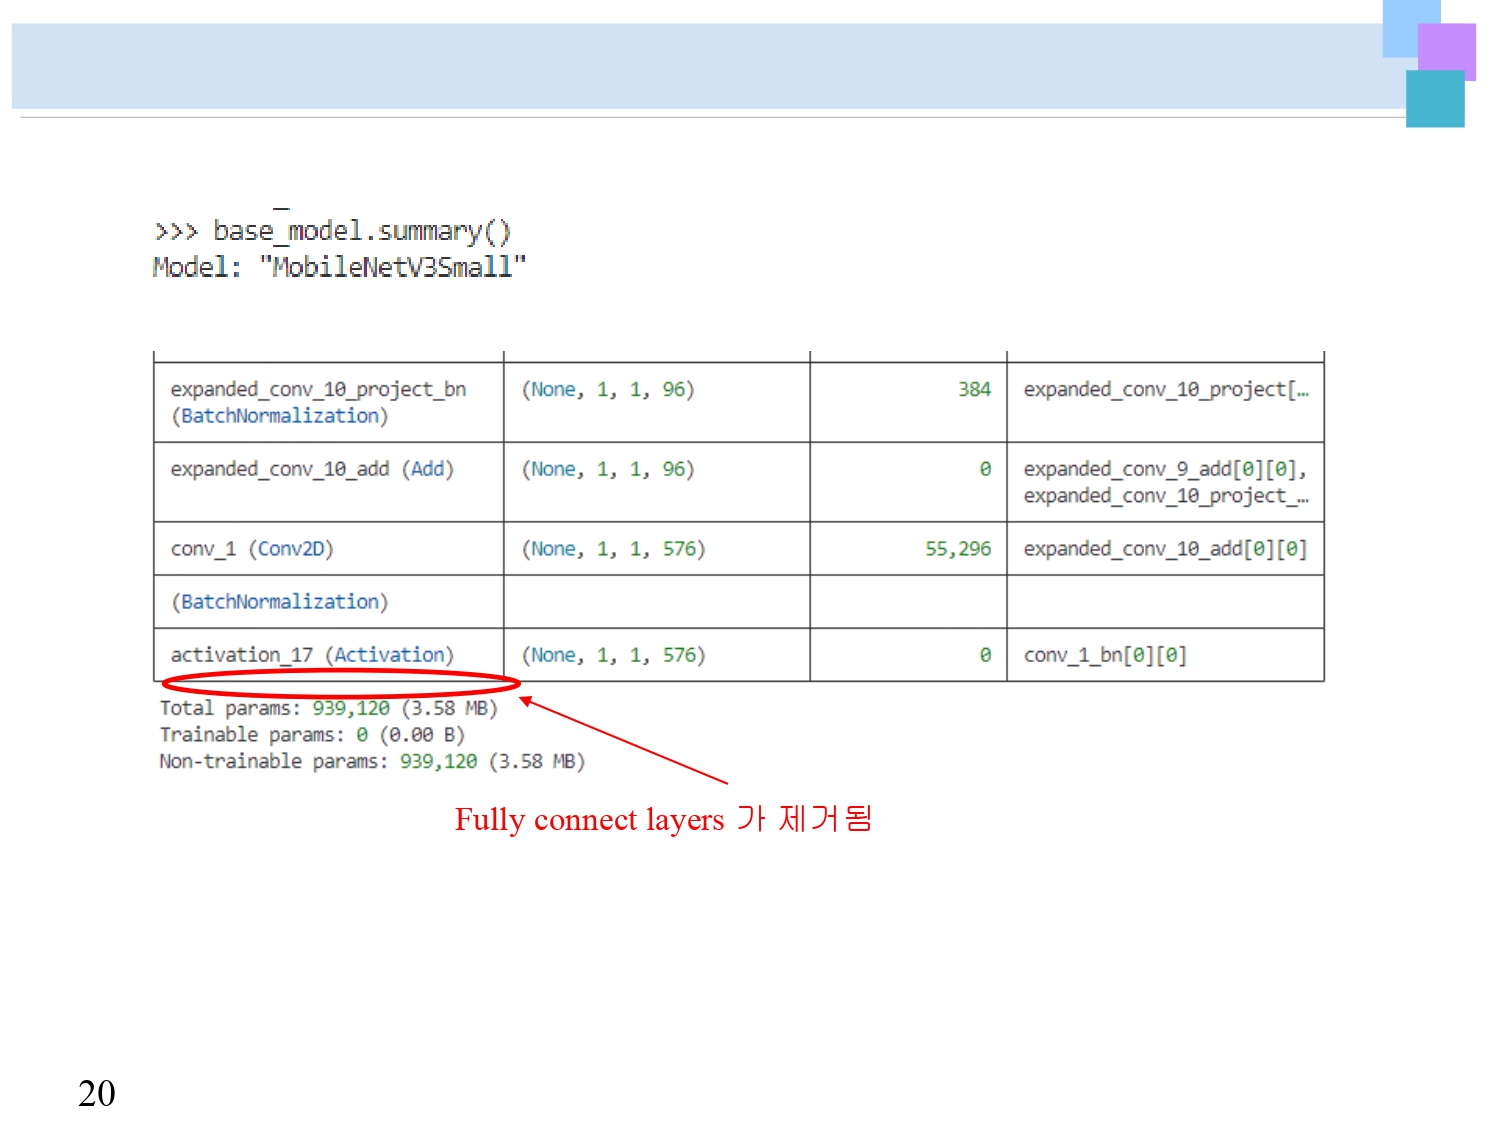 >>> base_model.summary()
Model: "MobileNetV3Small"
expanded_conv_10_project_bn (None, 1, 1, 96) 384 expanded_conv_10_project[…
(BatchNormalization)
expanded_conv_10_add (Add) (None, 1, 1, 96) 0 expanded_conv_9_add[0][0],
expanded_conv_10_project_…
conv_1 (Conv2D) (None, 1, 1, 576) 55,296 expanded_conv_10_add[0][0]
(BatchNormalization)
activation_17 (Activation) (None, 1, 1, 576) 0 conv_1_bn[0][0]
Total params: 939,120 (3.58 MB)
Trainable params: 0 (0.00 B)
Non-trainable params: 939,120 (3.58 MB)
Fully connect layers 가 제거됨
20